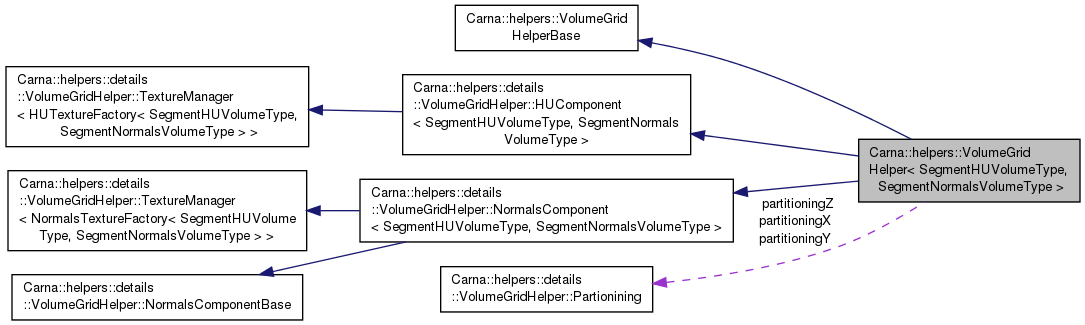 Carna::helpers::VolumeGrid
HelperBase
Carna::helpers::details
::VolumeGridHelper::TextureManager
< HUTextureFactory< SegmentHUVolumeType,
SegmentNormalsVolumeType > >
Carna::helpers::details
::VolumeGridHelper::HUComponent
< SegmentHUVolumeType, SegmentNormals
VolumeType >
Carna::helpers::VolumeGrid
Helper< SegmentHUVolumeType,
SegmentNormalsVolumeType >
Carna::helpers::details
::VolumeGridHelper::TextureManager
< NormalsTextureFactory< SegmentHUVolume
Type, SegmentNormalsVolumeType > >
Carna::helpers::details
::VolumeGridHelper::NormalsComponent
< SegmentHUVolumeType, SegmentNormalsVolumeType >
partitioningZ
partitioningX
partitioningY
Carna::helpers::details
::VolumeGridHelper::NormalsComponentBase
Carna::helpers::details
::VolumeGridHelper::Partionining